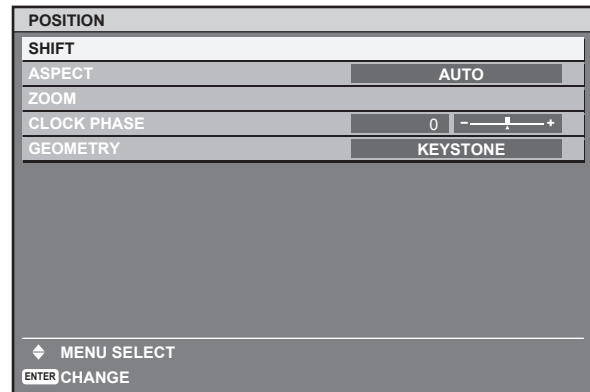 POSITION
SHIFT
ASPECT AUTO
ZOOM
CLOCK PHASE 0 - +
GEOMETRY KEYSTONE
MENU SELECT
ENTER CHANGE